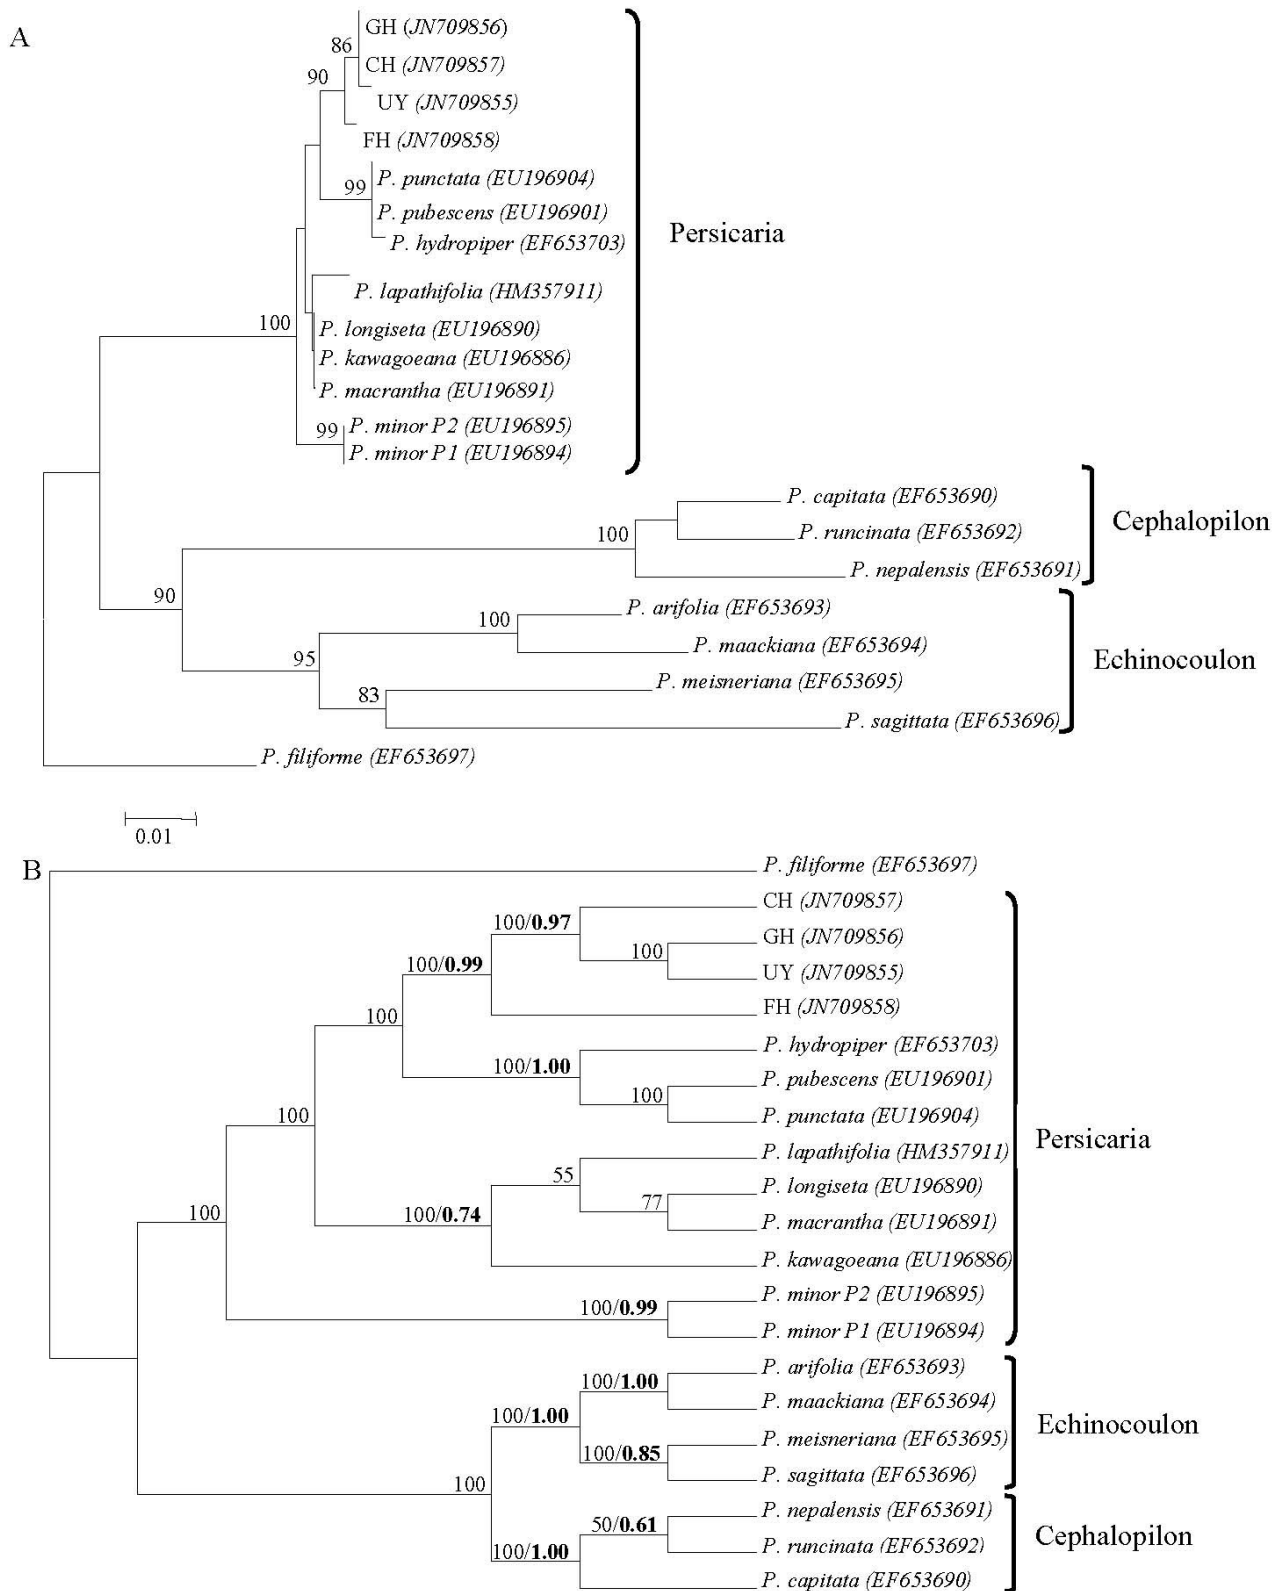 A
GH (JN709856)
86
CH (JN709857)
90
UY (JN709855)
FH (JN709858)
99
P. punctata (EU196904)
P. pubescens (EU196901)
Persicaria
P. hydropiper (EF653703)
P. lapathifolia (HM357911)
100
P. longiseta (EU196890)
P. kawagoeana (EU196886)
P. macrantha (EU196891)
99
P. minor P2 (EU196895)
P. minor P1 (EU196894)
P. capitata (EF653690)
Cephalopilon
100
P. runcinata (EF653692)
P. nepalensis (EF653691)
90
P. arifolia (EF653693)
100
P. maackiana (EF653694)
Echinocoulon
95
P. meisneriana (EF653695)
83
P. sagittata (EF653696)
P. filiforme (EF653697)
0.01
B
P. filiforme (EF653697)
CH (JN709857)
100/0.97
GH (JN709856)
100
100/0.99
UY (JN709855)
FH (JN709858)
100
P. hydropiper (EF653703)
100/1.00
P. pubescens (EU196901)
100
P. punctata (EU196904)
100
Persicaria
P. lapathifolia (HM357911)
55
P. longiseta (EU196890)
77
100/0.74
P. macrantha (EU196891)
100
P. kawagoeana (EU196886)
P. minor P2 (EU196895)
100/0.99
P. minor P1 (EU196894)
P. arifolia (EF653693)
100/1.00
P. maackiana (EF653694)
100/1.00
Echinocoulon
P. meisneriana (EF653695)
100/0.85
P. sagittata (EF653696)
100
P. nepalensis (EF653691)
50/0.61
Cephalopilon
P. runcinata (EF653692)
100/1.00
P. capitata (EF653690)